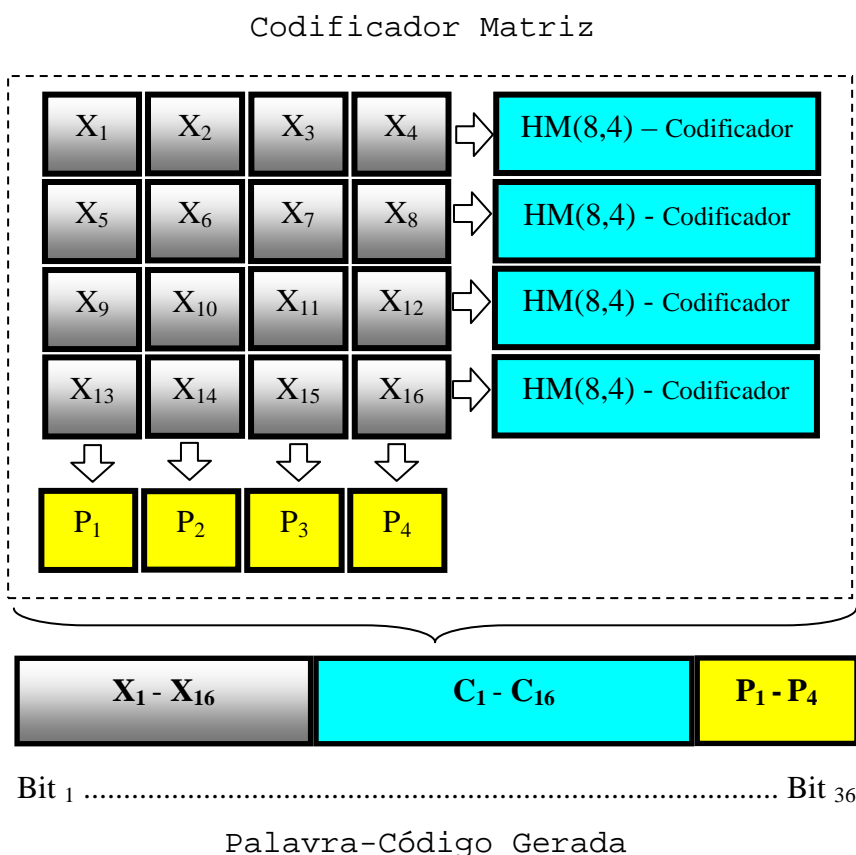 Codificador Matriz
X₁ X₂ X₃ X₄ HM(8,4) – Codificador
X₅ X₆ X₇ X₈ HM(8,4) - Codificador
X₉ X₁₀ X₁₁ X₁₂ HM(8,4) - Codificador
X₁₃ X₁₄ X₁₅ X₁₆ HM(8,4) - Codificador
P₁ P₂ P₃ P₄
X₁ - X₁₆ C₁ - C₁₆ P₁ - P₄
Bit ₁ .......................................................................... Bit ₃₆
Palavra-Código Gerada